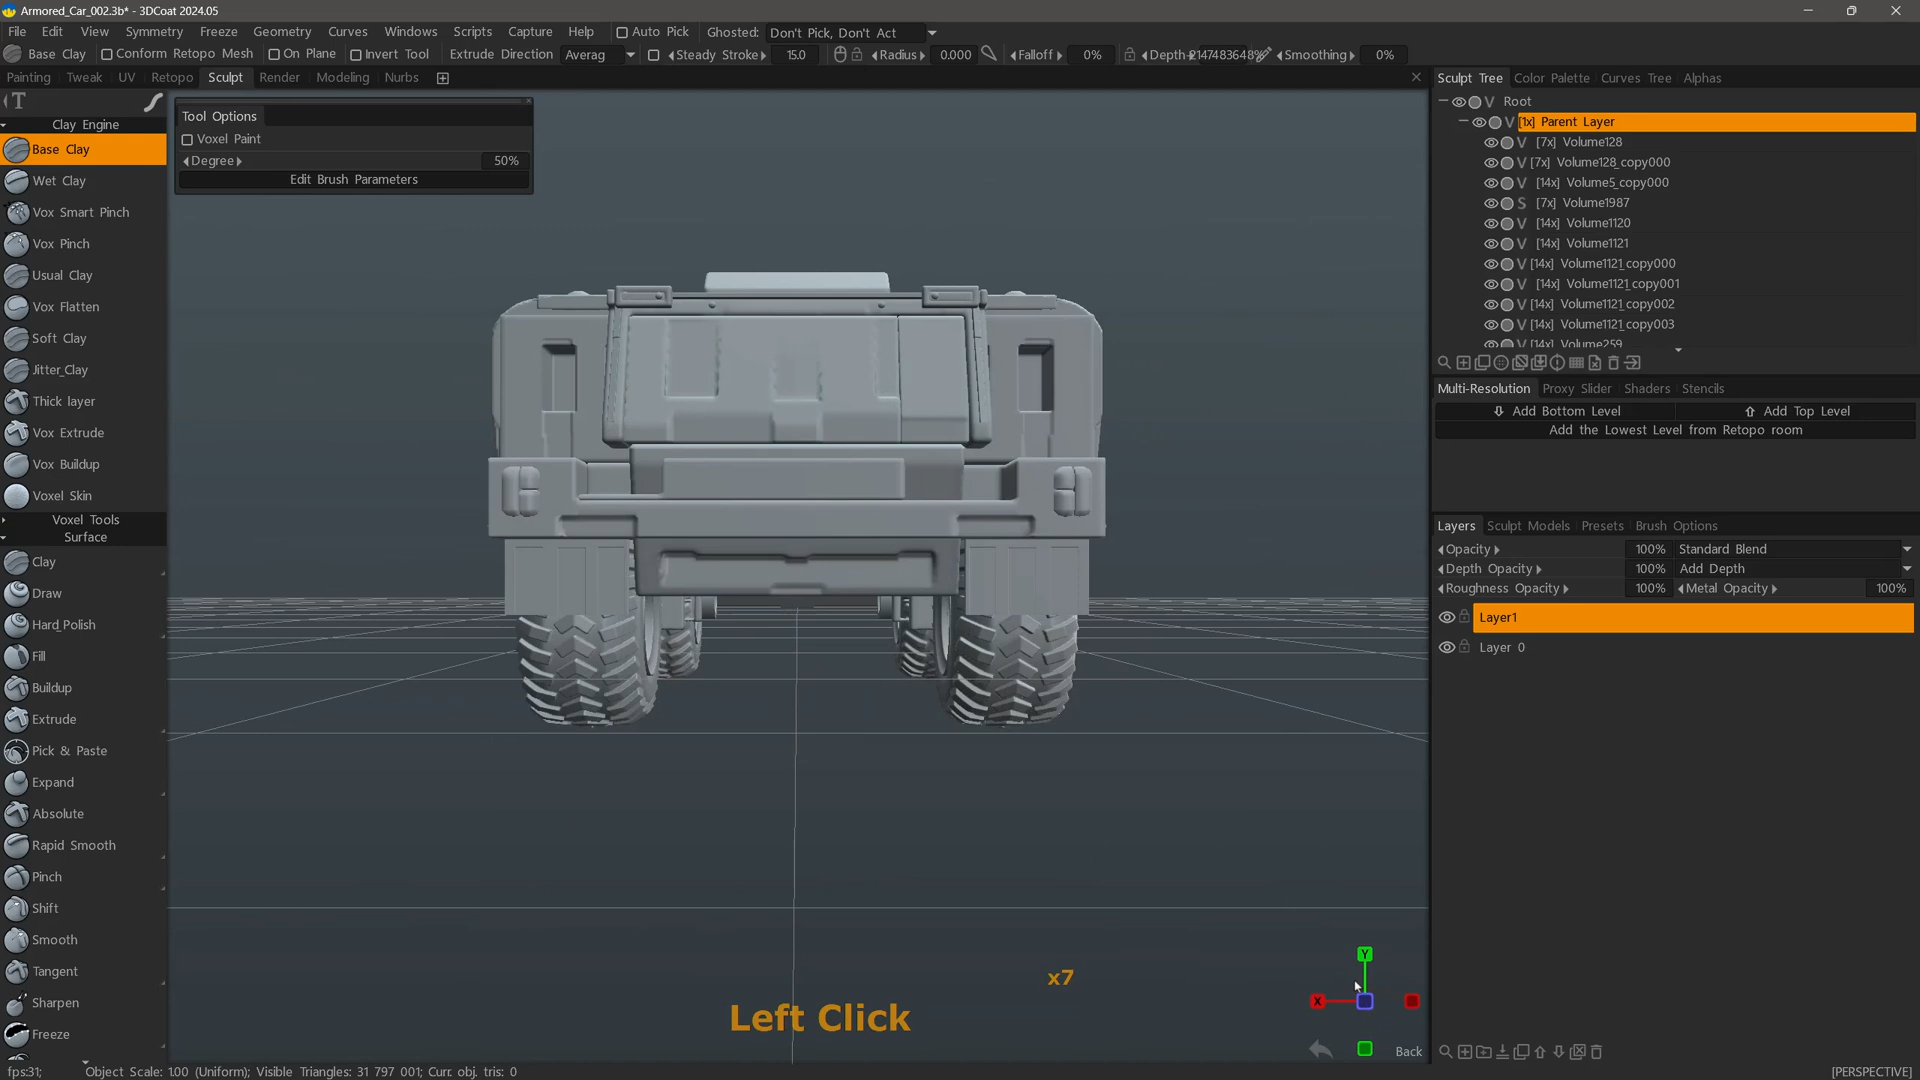 Armored_Car_002.3b* - 3DCoat 2024.05
File Edit View Symmetry Freeze Geometry Curves Windows Scripts Capture Help Auto Pick Ghosted: Don't Pick, Don't Act
Base Clay Conform Retopo Mesh On Plane Invert Tool Extrude Direction Averag Steady Stroke 15.0 Radius 0.000 Falloff 0% Depth 2147483648% Smoothing 0%
Painting Tweak UV Retopo Sculpt Render Modeling Nurbs
T
Clay Engine
Base Clay
Wet Clay
Vox Smart Pinch
Vox Pinch
Usual Clay
Vox Flatten
Soft Clay
Jitter_Clay
Thick layer
Vox Extrude
Vox Buildup
Voxel Skin
Voxel Tools
Surface
Clay
Draw
Hard_Polish
Fill
Buildup
Extrude
Pick & Paste
Expand
Absolute
Rapid Smooth
Pinch
Shift
Smooth
Tangent
Sharpen
Freeze
Tool Options
Voxel Paint
Degree 50%
Edit Brush Parameters
x7
Left Click
Y
X
Back
Sculpt Tree Color Palette Curves Tree Alphas
V Root
V [1x] Parent Layer
V [7x] Volume128
V [7x] Volume128_copy000
V [14x] Volume5_copy000
S [7x] Volume1987
V [14x] Volume1120
V [14x] Volume1121
V [14x] Volume1121_copy000
V [14x] Volume1121_copy001
V [14x] Volume1121_copy002
V [14x] Volume1121_copy003
V [14x] Volume259
Multi-Resolution Proxy Slider Shaders Stencils
Add Bottom Level Add Top Level
Add the Lowest Level from Retopo room
Layers Sculpt Models Presets Brush Options
Opacity 100% Standard Blend
Depth Opacity 100% Add Depth
Roughness Opacity 100% Metal Opacity 100%
Layer1
Layer 0
fps:31; Object Scale: 1.00 (Uniform); Visible Triangles: 31 797 001; Curr. obj. tris: 0 [PERSPECTIVE]